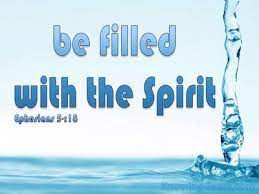 be filled
with the Spirit
Ephesians 5:18